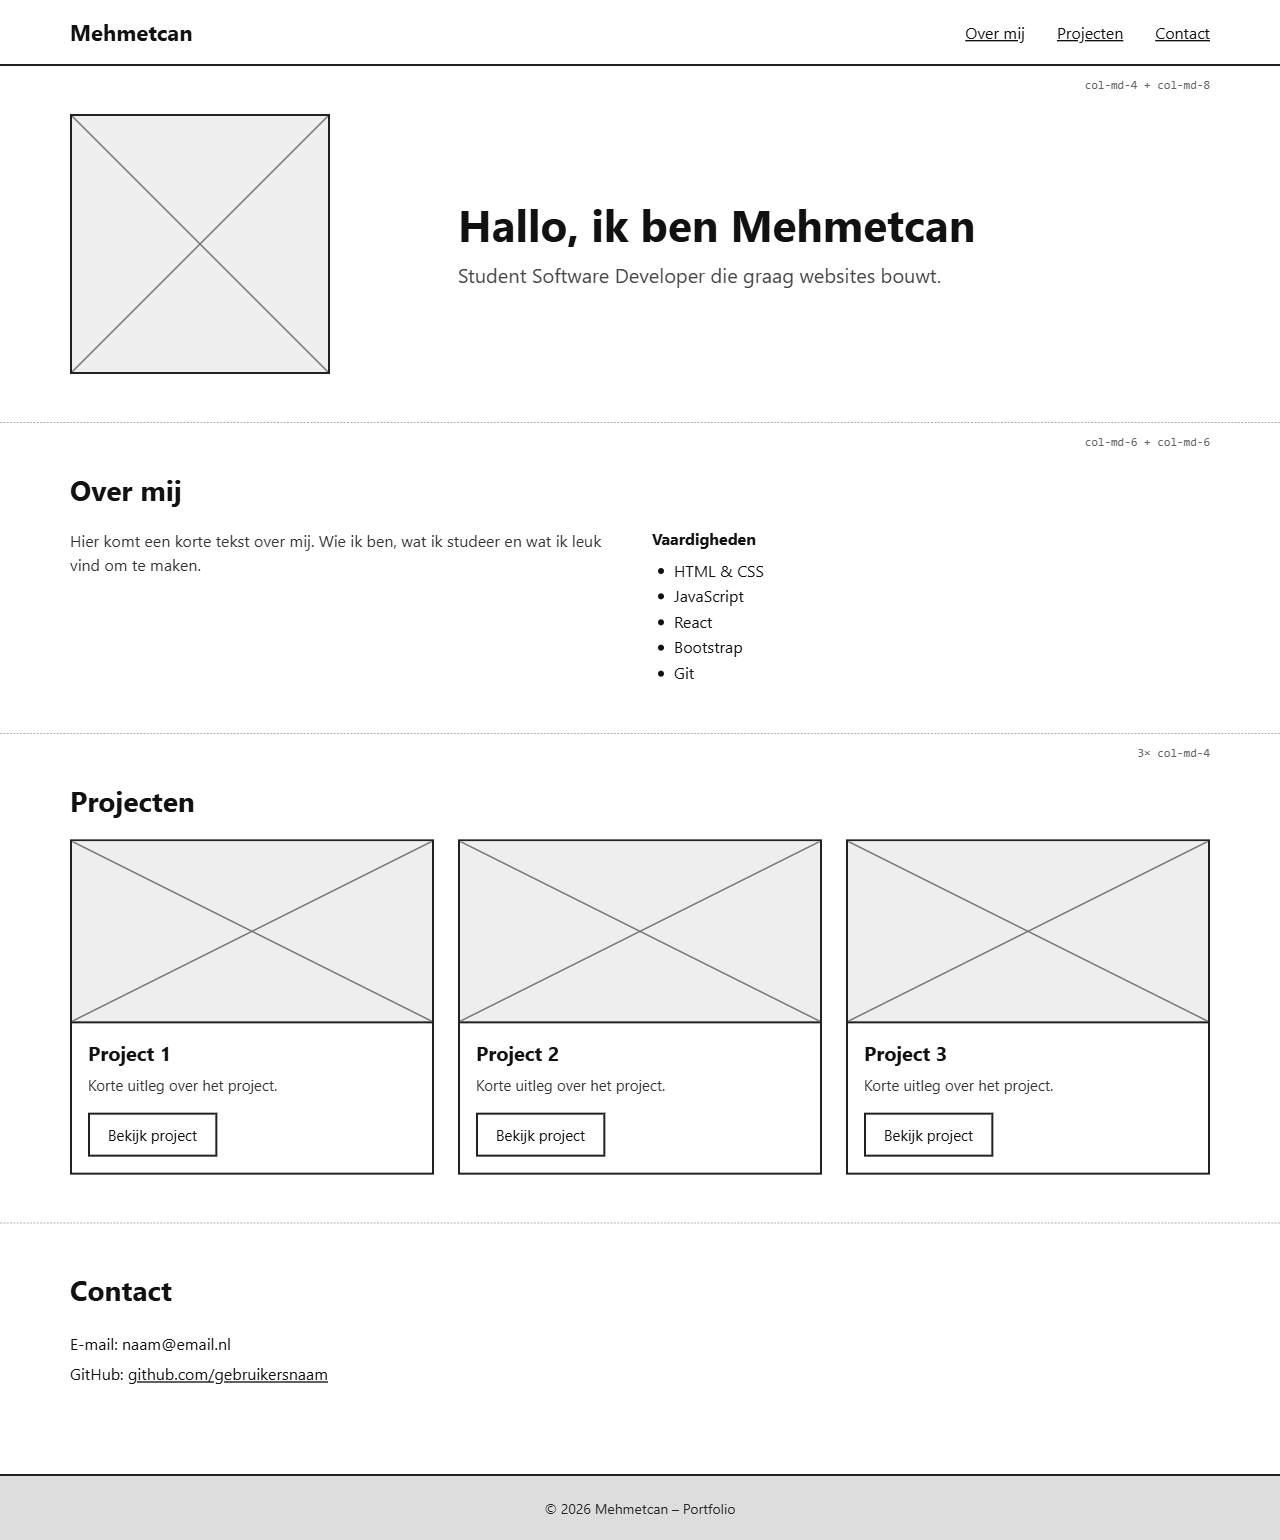 Mehmetcan
Over mij Projecten Contact
col-md-4 + col-md-8
Hallo, ik ben Mehmetcan
Student Software Developer die graag websites bouwt.
col-md-6 + col-md-6
Over mij
Hier komt een korte tekst over mij. Wie ik ben, wat ik studeer en wat ik leuk
vind om te maken.
Vaardigheden
HTML & CSS
JavaScript
React
Bootstrap
Git
3× col-md-4
Projecten
Project 1
Korte uitleg over het project.
Bekijk project
Project 2
Korte uitleg over het project.
Bekijk project
Project 3
Korte uitleg over het project.
Bekijk project
Contact
E-mail: naam@email.nl
GitHub: github.com/gebruikersnaam
© 2026 Mehmetcan – Portfolio